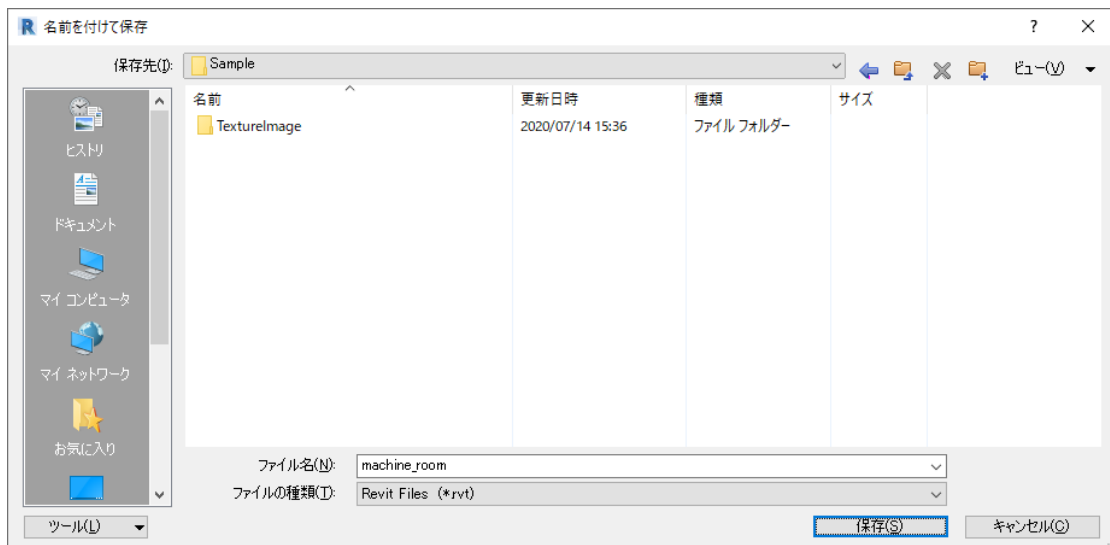 R 名前を付けて保存 ? ×
保存先(I): Sample ビュー(V)
名前 更新日時 種類 サイズ
TextureImage 2020/07/14 15:36 ファイル フォルダー
ヒストリ
ドキュメント
マイ コンピュータ
マイ ネットワーク
お気に入り
ファイル名(N): machine_room
ファイルの種類(T): Revit Files (*.rvt)
ツール(L) 保存(S) キャンセル(C)